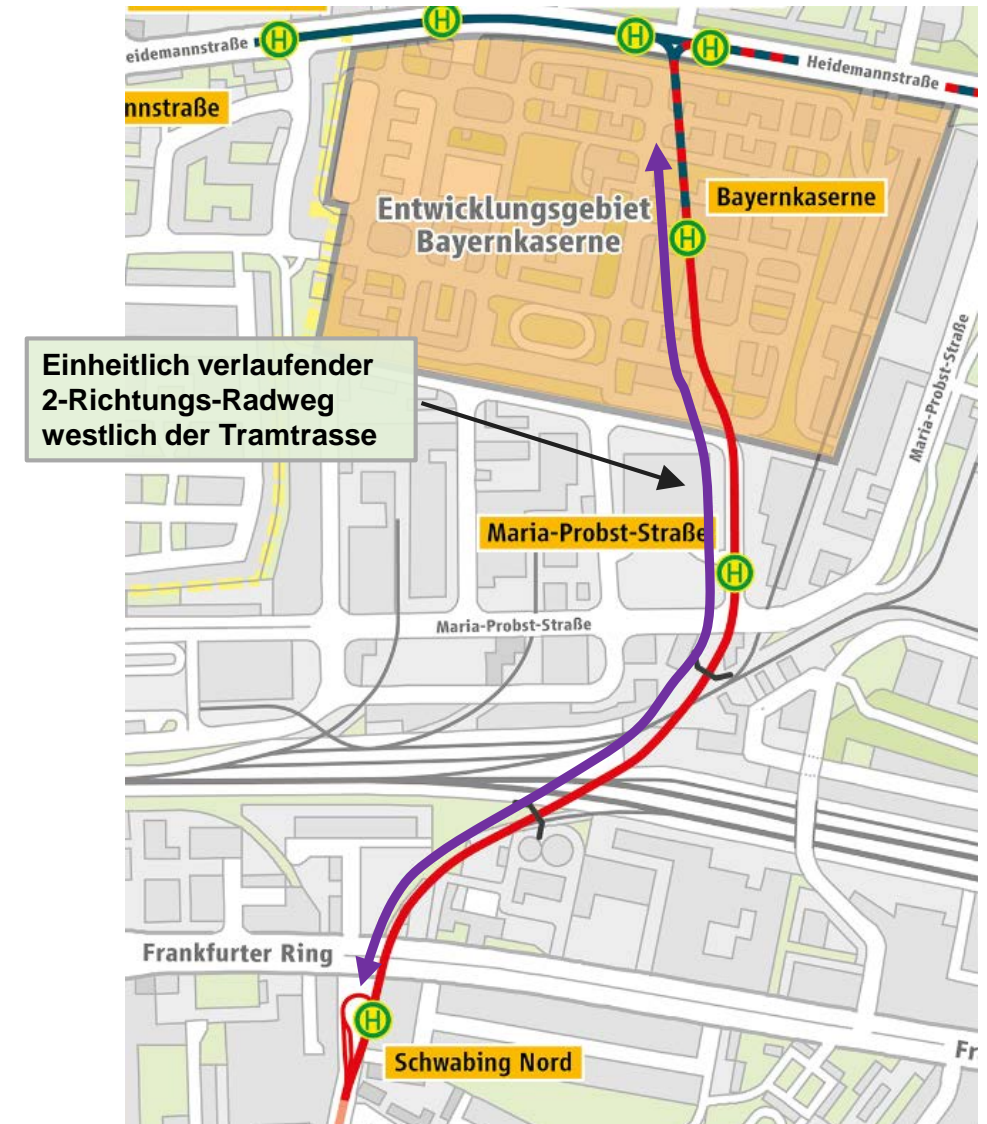 eidemannstraße
H
H
H
H
Heidemannstraße
nnstraße
Bayernkaserne
Entwicklungsgebiet
Bayernkaserne
H
Maria-Probst-Straße
Einheitlich verlaufender
2-Richtungs-Radweg
westlich der Tramtrasse
Maria-Probst-Straße
H
Maria-Probst-Straße
Frankfurter Ring
H
Fr
Schwabing Nord